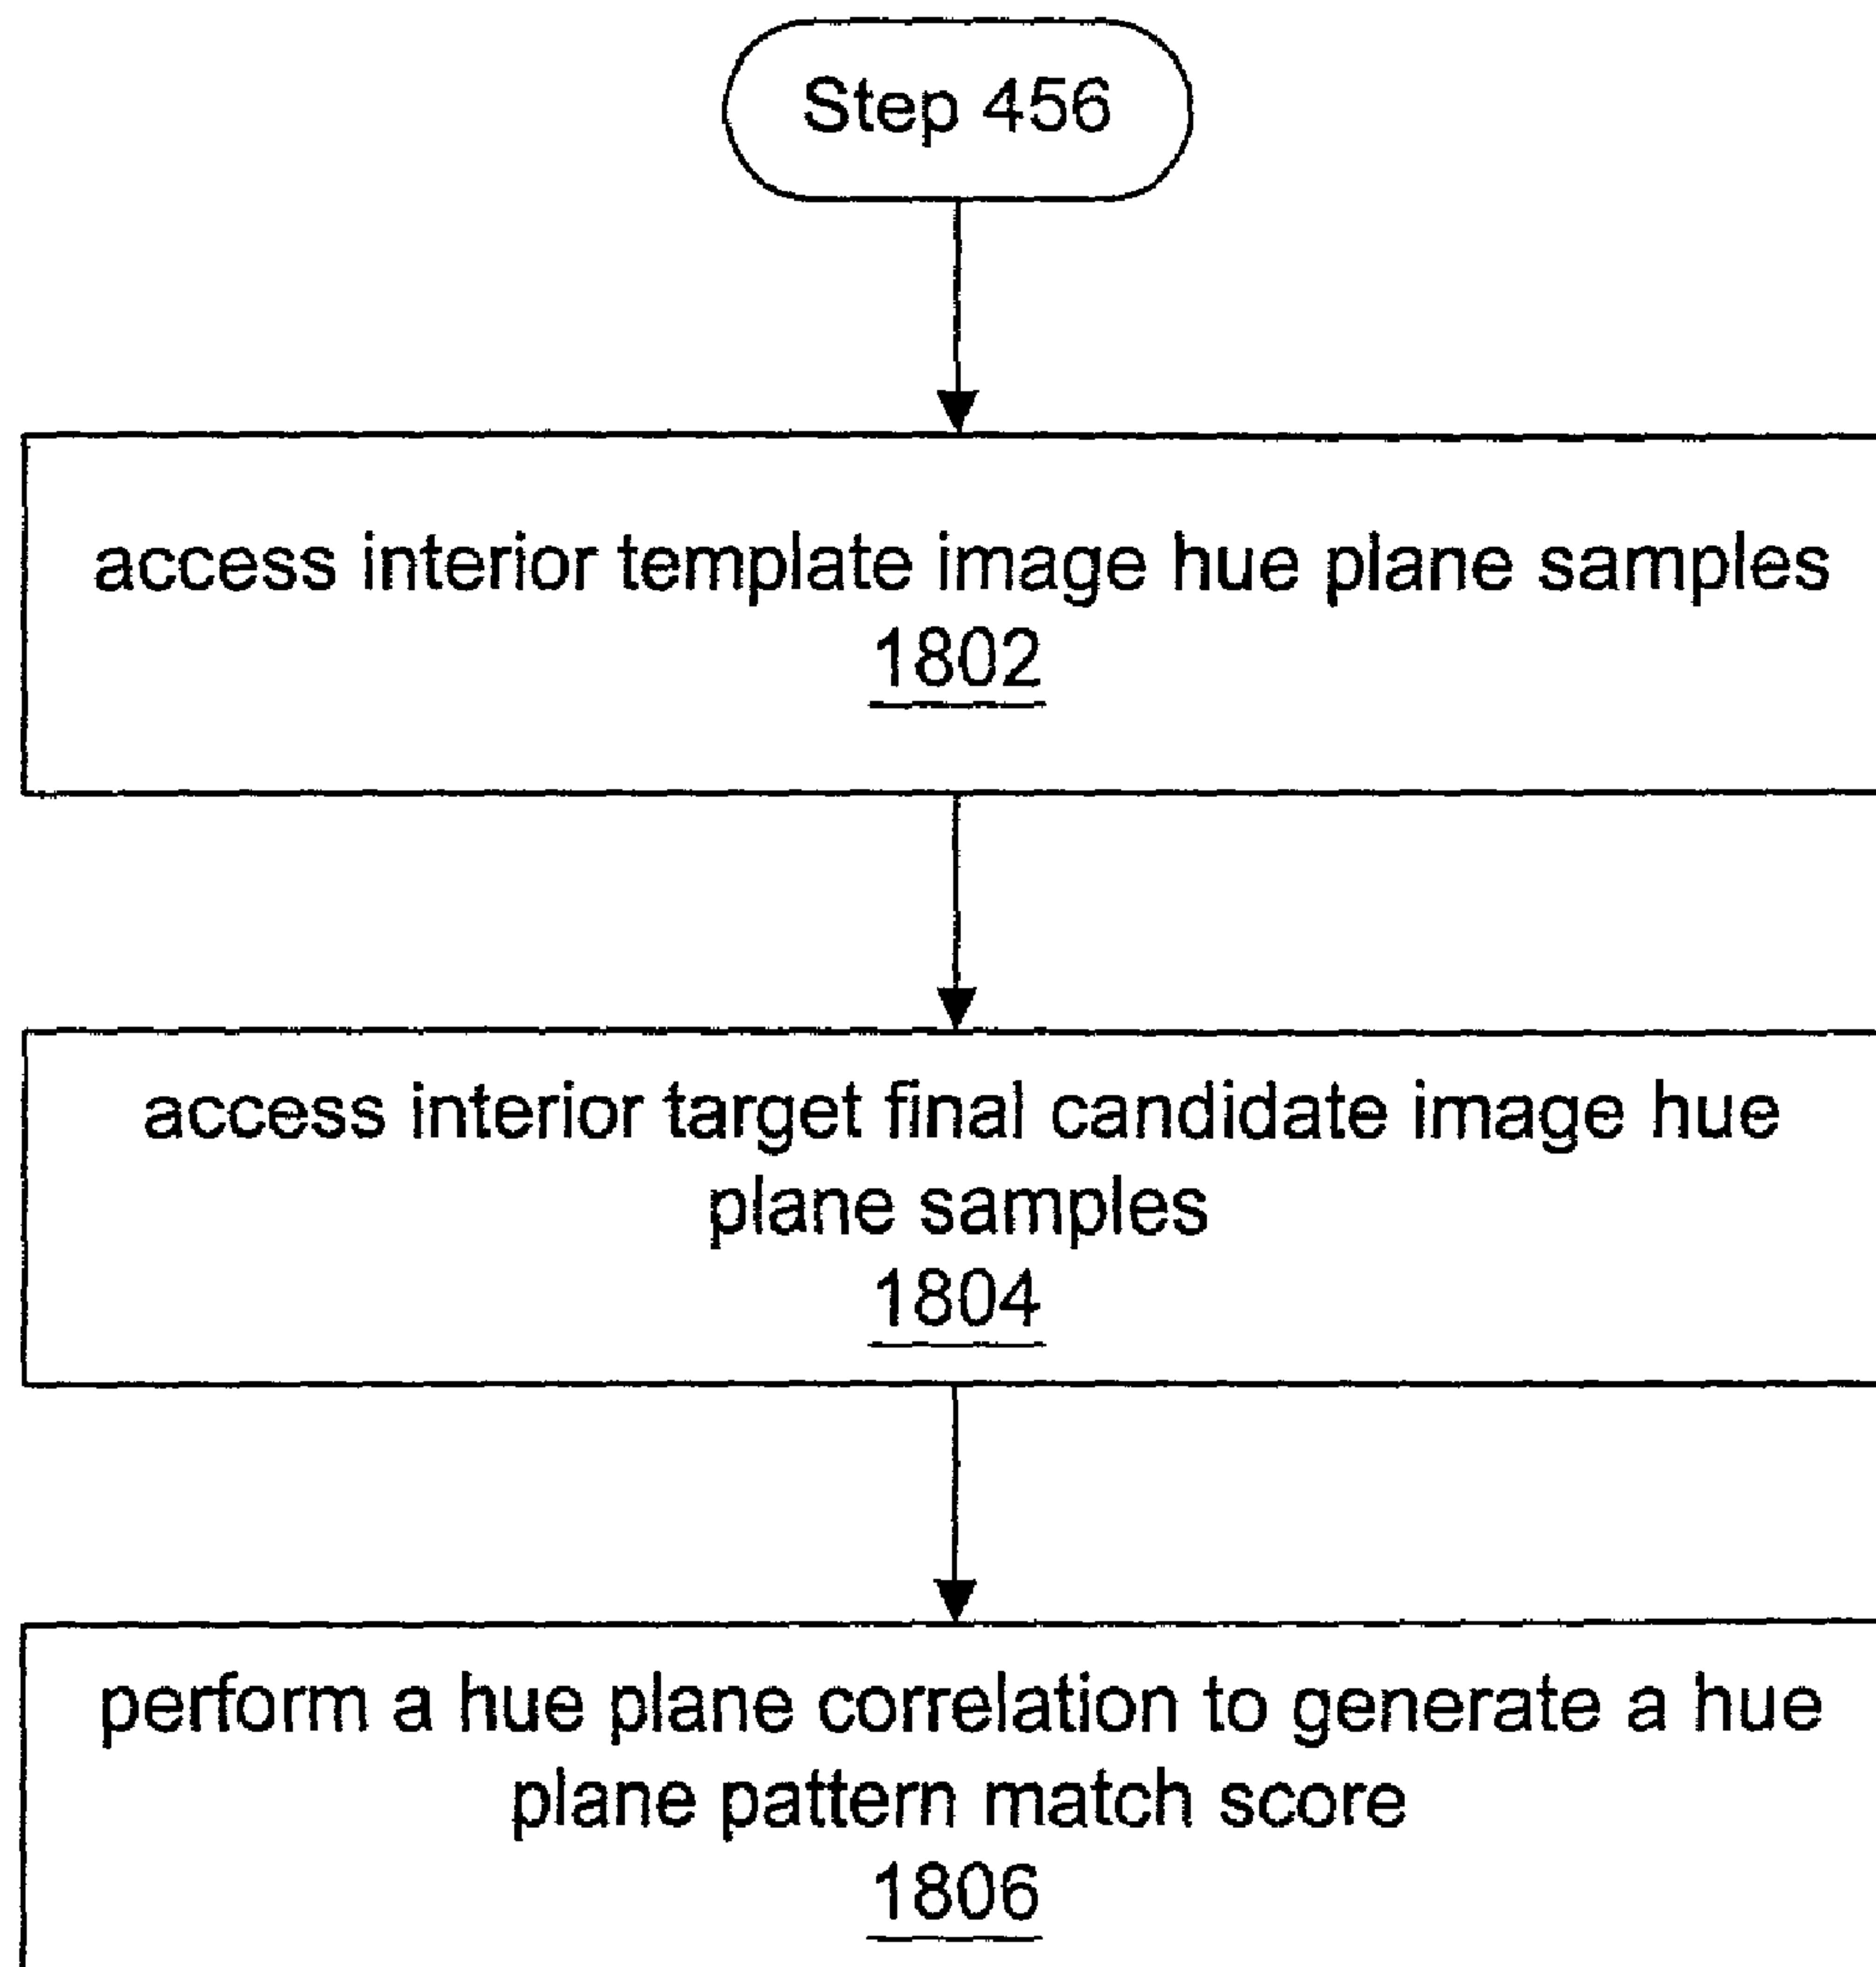 Step 456
access interior template image hue plane samples
1802
access interior target final candidate image hue
plane samples
1804
perform a hue plane correlation to generate a hue
plane pattern match score
1806